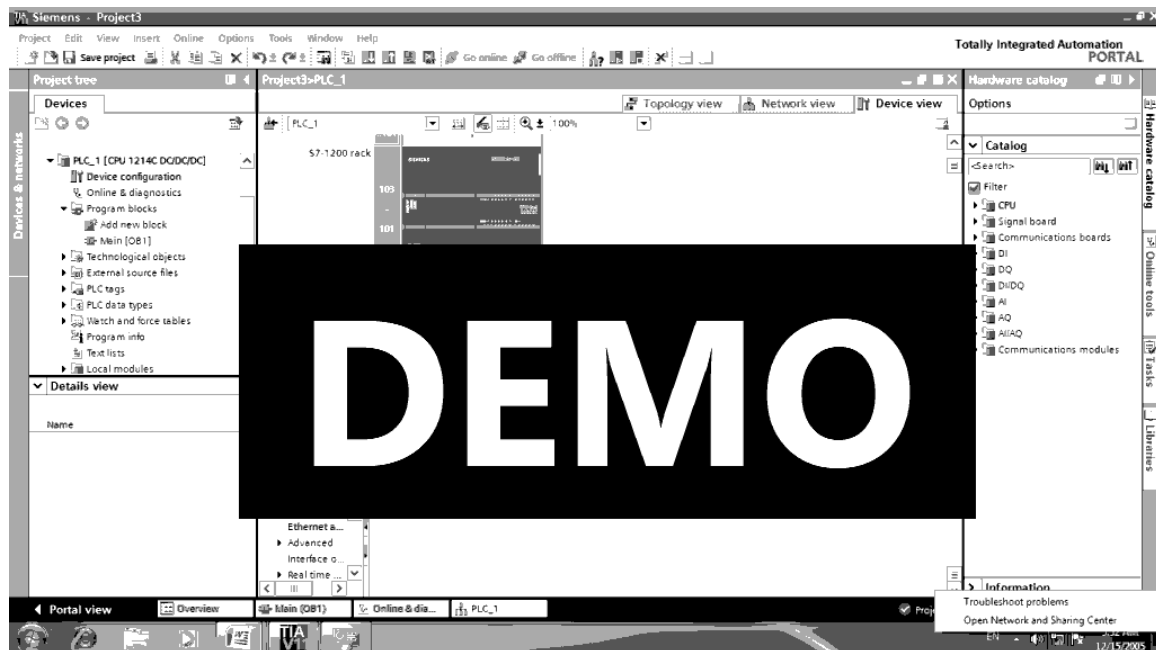 Siemens - Project3
Project Edit View Insert Online Options Tools Window Help
Save project
Go online
Go offline
Totally Integrated Automation
PORTAL
Project tree
Devices
Devices & networks
PLC_1 [CPU 1214C DC/DC/DC]
Device configuration
Online & diagnostics
Program blocks
Add new block
Main [OB1]
Technological objects
External source files
PLC tags
PLC data types
Watch and force tables
Program info
Text lists
Local modules
Details view
Name
Project3>PLC_1
Topology view
Network view
Device view
PLC_1
100%
S7-1200 rack
103
-
101
DEMO
Ethernet a...
Advanced
Interface o...
Real time ...
Hardware catalog
Options
Catalog
<Search>
Filter
CPU
Signal board
Communications boards
DI
DQ
DI/DQ
AI
AQ
AI/AQ
Communications modules
Information
Hardware catalog
Online tools
Tasks
Libraries
Portal view
Overview
Main (OB1)
Online & dia...
PLC_1
Troubleshoot problems
Open Network and Sharing Center
TIA
V11
EN
12/15/2005